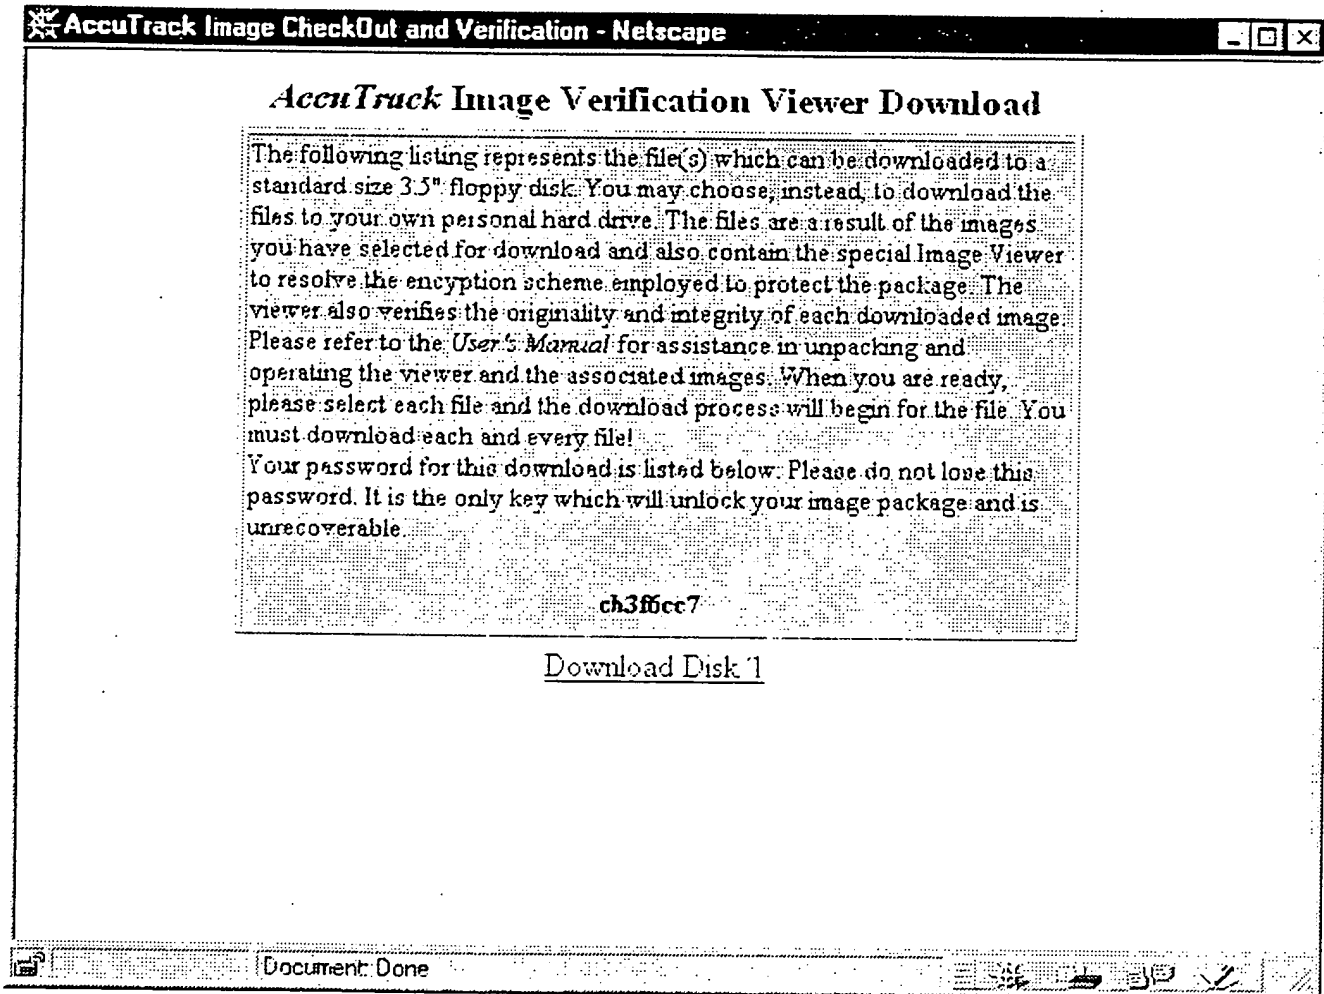 AccuTrack Image CheckOut and Verification - Netscape
AccuTrack Image Verification Viewer Download
The following listing represents the file(s) which can be downloaded to a
standard size 3.5" floppy disk. You may choose, instead, to download the
files to your own personal hard drive. The files are a result of the images
you have selected for download and also contain the special Image Viewer
to resolve the encyption scheme employed to protect the package. The
viewer also verifies the originality and integrity of each downloaded image.
Please refer to the User's Manual for assistance in unpacking and
operating the viewer and the associated images. When you are ready,
please select each file and the download process will begin for the file. You
must download each and every file!
Your password for this download is listed below. Please do not lose this
password. It is the only key which will unlock your image package and is
unrecoverable.
ch3f6cc7
Download Disk 1
Document: Done